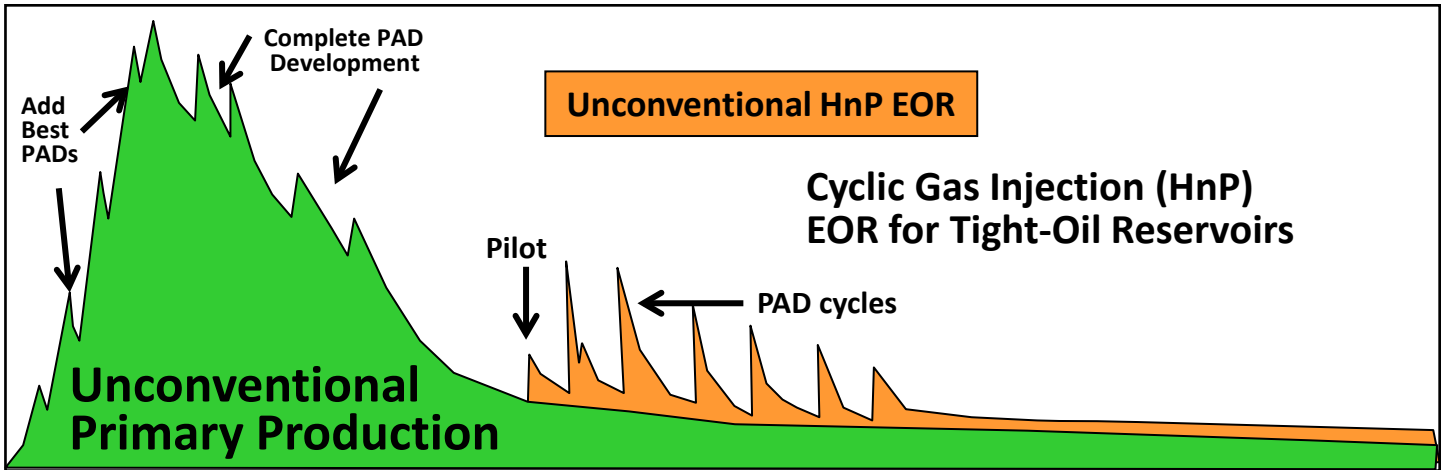 Add
Best
PADs
Complete PAD
Development
Unconventional HnP EOR
Cyclic Gas Injection (HnP)
EOR for Tight-Oil Reservoirs
Pilot
PAD cycles
Unconventional
Primary Production